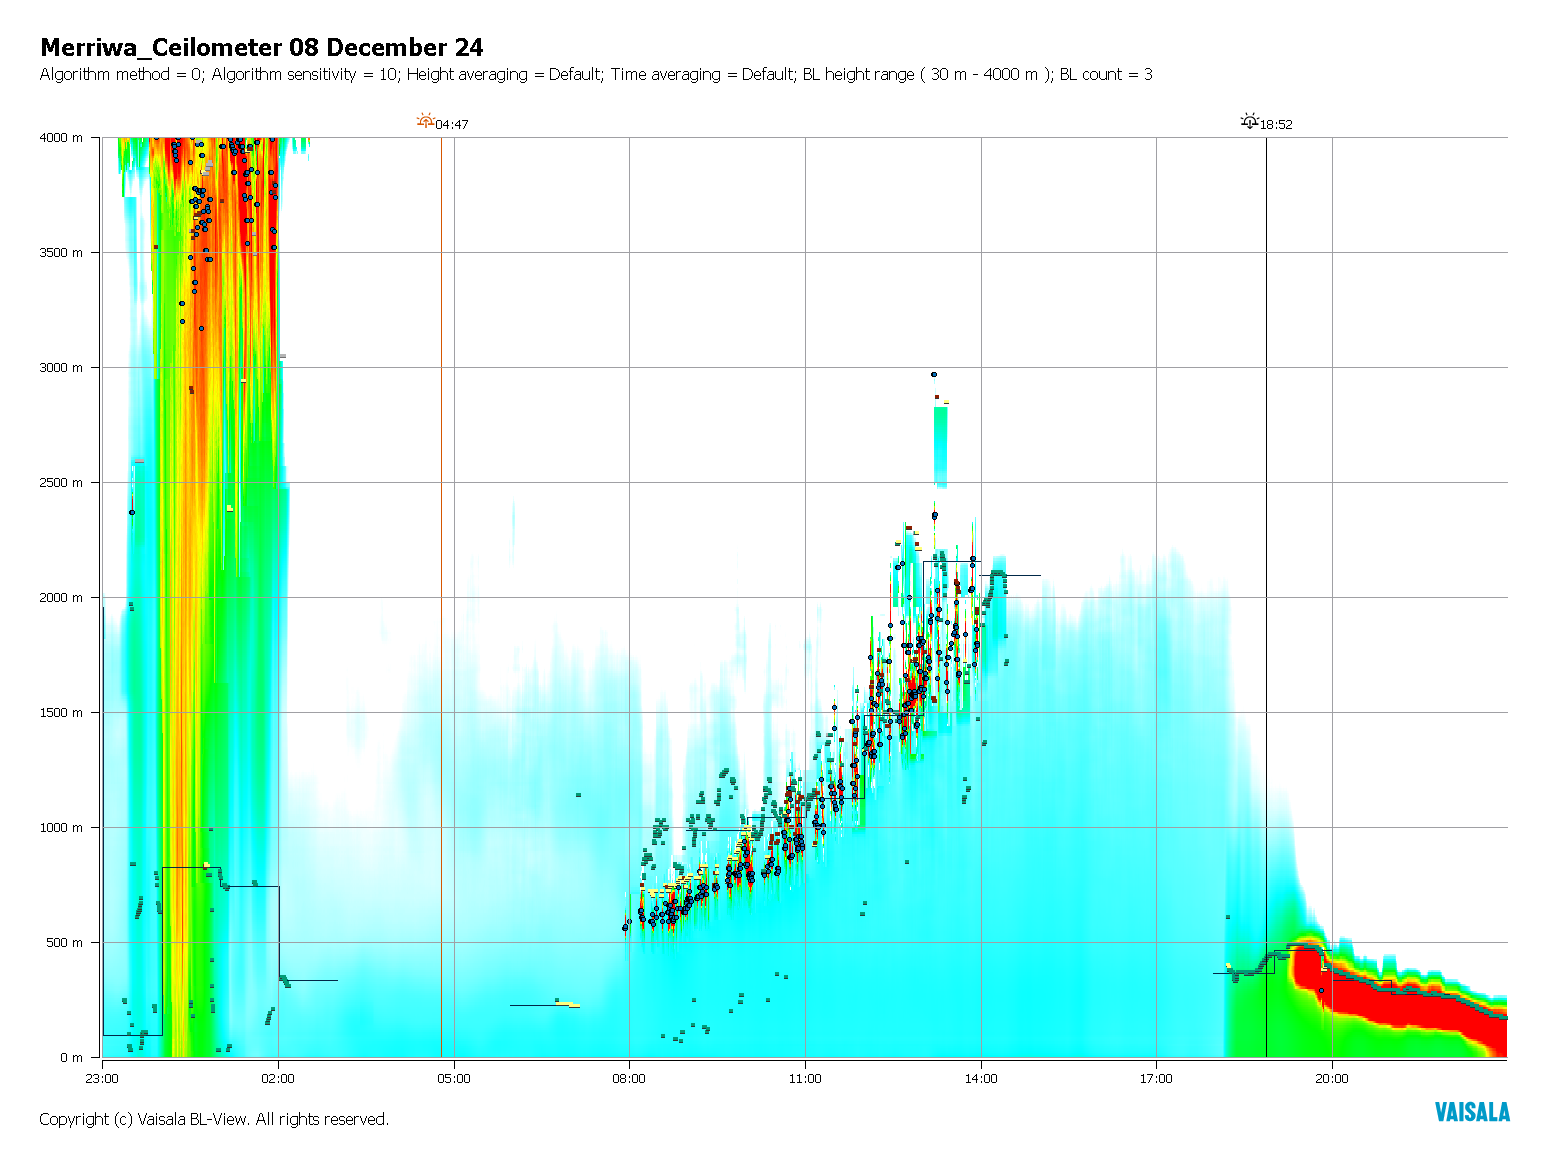 Merriwa_Ceilometer 08 December 24
Algorithm method = 0; Algorithm sensitivity = 10; Height averaging = Default; Time averaging = Default; BL height range ( 30 m - 4000 m ); BL count = 3
04:47
18:52
4000 m
3500 m
3000 m
2500 m
2000 m
1500 m
1000 m
500 m
0 m
23:00
02:00
05:00
08:00
11:00
14:00
17:00
20:00
Copyright (c) Vaisala BL-View. All rights reserved.
VAISALA